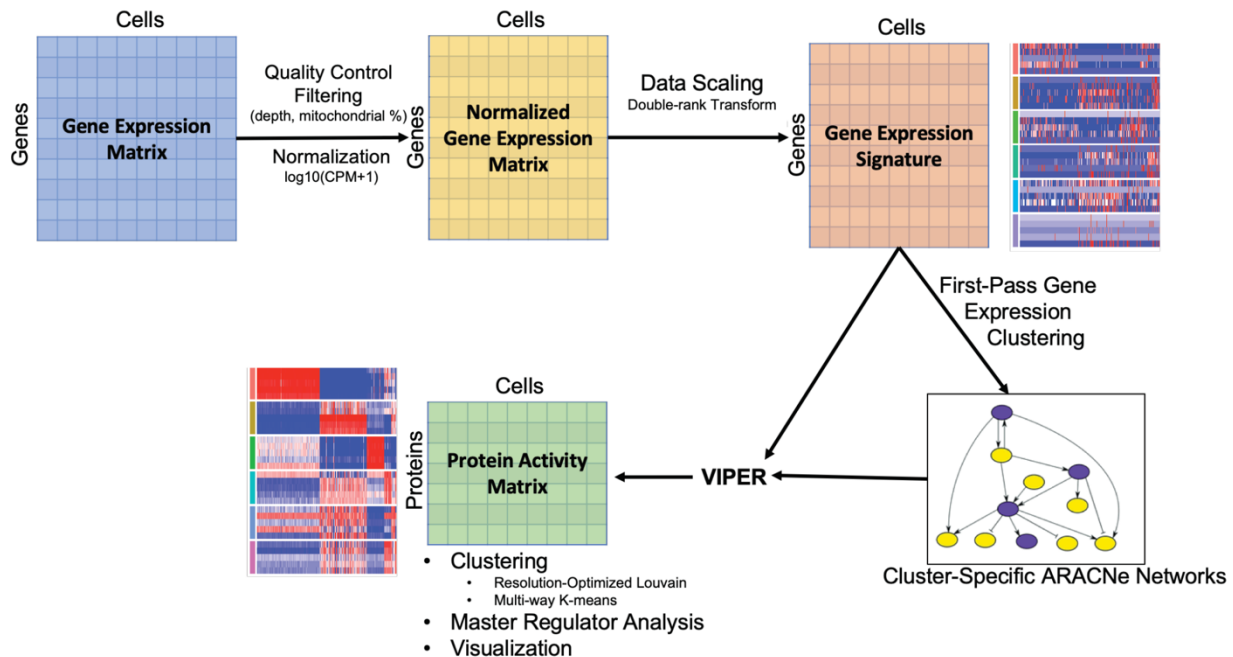 Cells
Genes
Gene Expression
Matrix
Quality Control
Filtering
(depth, mitochondrial %)
Normalization
log10(CPM+1)
Cells
Genes
Normalized
Gene Expression
Matrix
Data Scaling
Double-rank Transform
Cells
Genes
Gene Expression
Signature
First-Pass Gene
Expression
Clustering
Cluster-Specific ARACNe Networks
VIPER
Cells
Proteins
Protein Activity
Matrix
• Clustering
• Resolution-Optimized Louvain
• Multi-way K-means
• Master Regulator Analysis
• Visualization